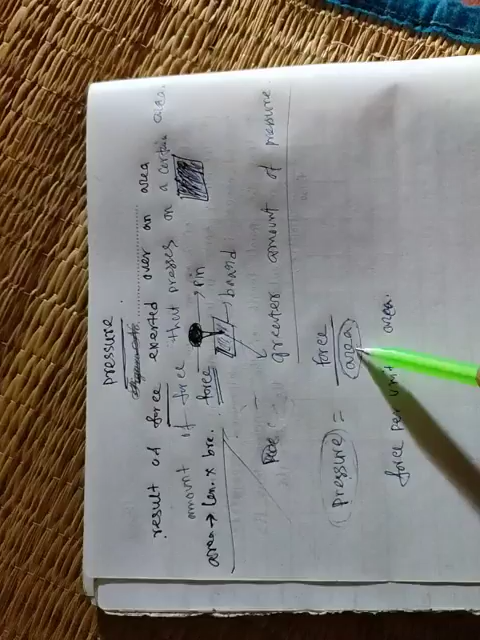 pressure
result of force exerted over an area
amount of force that presses on a certain area.
area → len. x bre. force → pin
→ board
greater amount of pressure.
pressure = force
area
force per unit area.